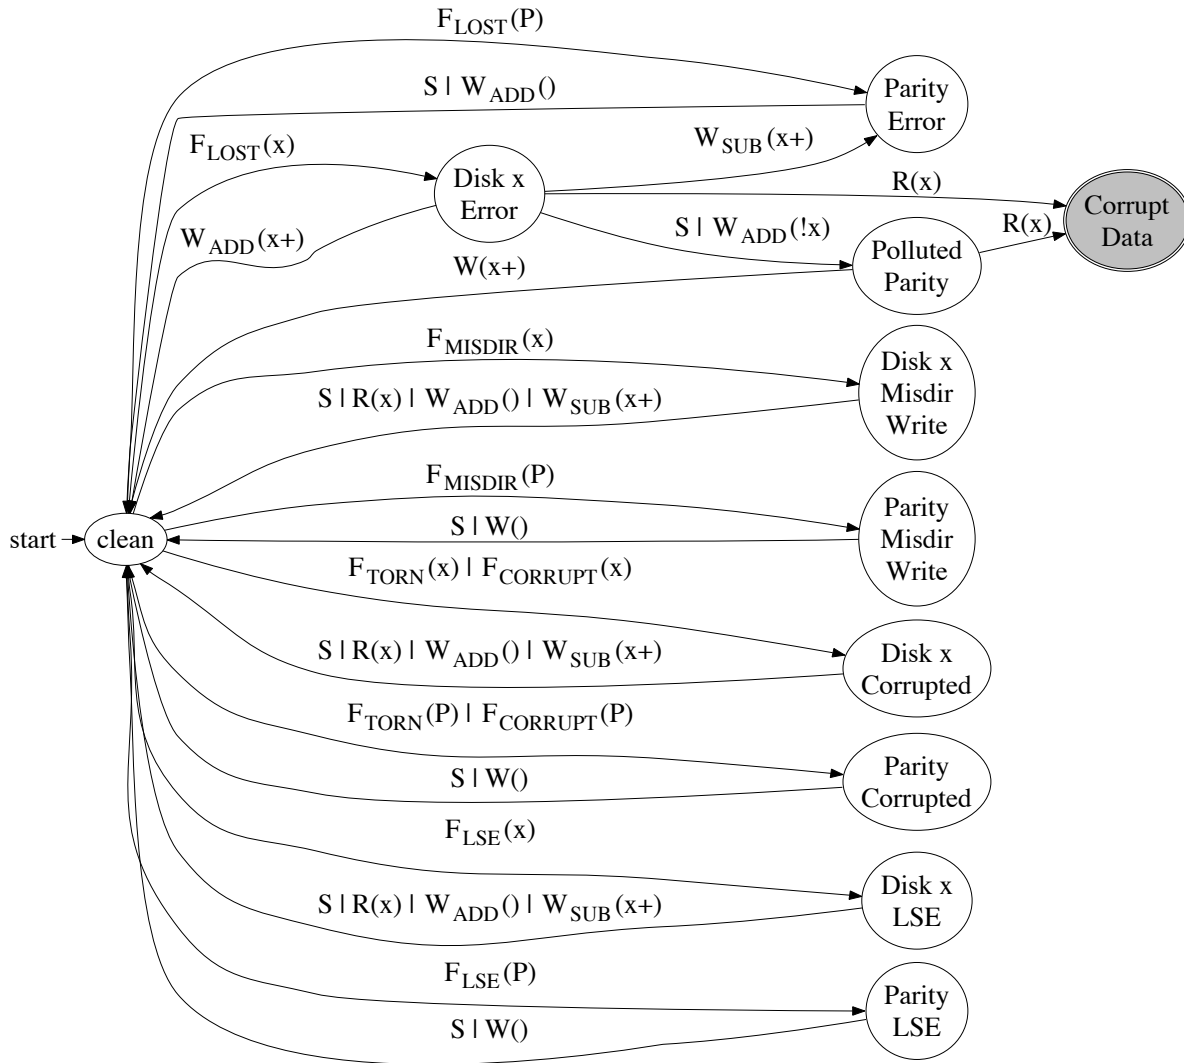 F_LOST(P)
S | W_ADD()
Parity
Error
F_LOST(x)
W_SUB(x+)
Disk x
Error
R(x)
Corrupt
Data
W_ADD(x+)
S | W_ADD(!x)
R(x)
W(x+)
Polluted
Parity
F_MISDIR(x)
Disk x
Misdir
Write
S | R(x) | W_ADD() | W_SUB(x+)
F_MISDIR(P)
Parity
Misdir
Write
S | W()
start
clean
F_TORN(x) | F_CORRUPT(x)
S | R(x) | W_ADD() | W_SUB(x+)
Disk x
Corrupted
F_TORN(P) | F_CORRUPT(P)
S | W()
Parity
Corrupted
F_LSE(x)
Disk x
LSE
S | R(x) | W_ADD() | W_SUB(x+)
F_LSE(P)
Parity
LSE
S | W()